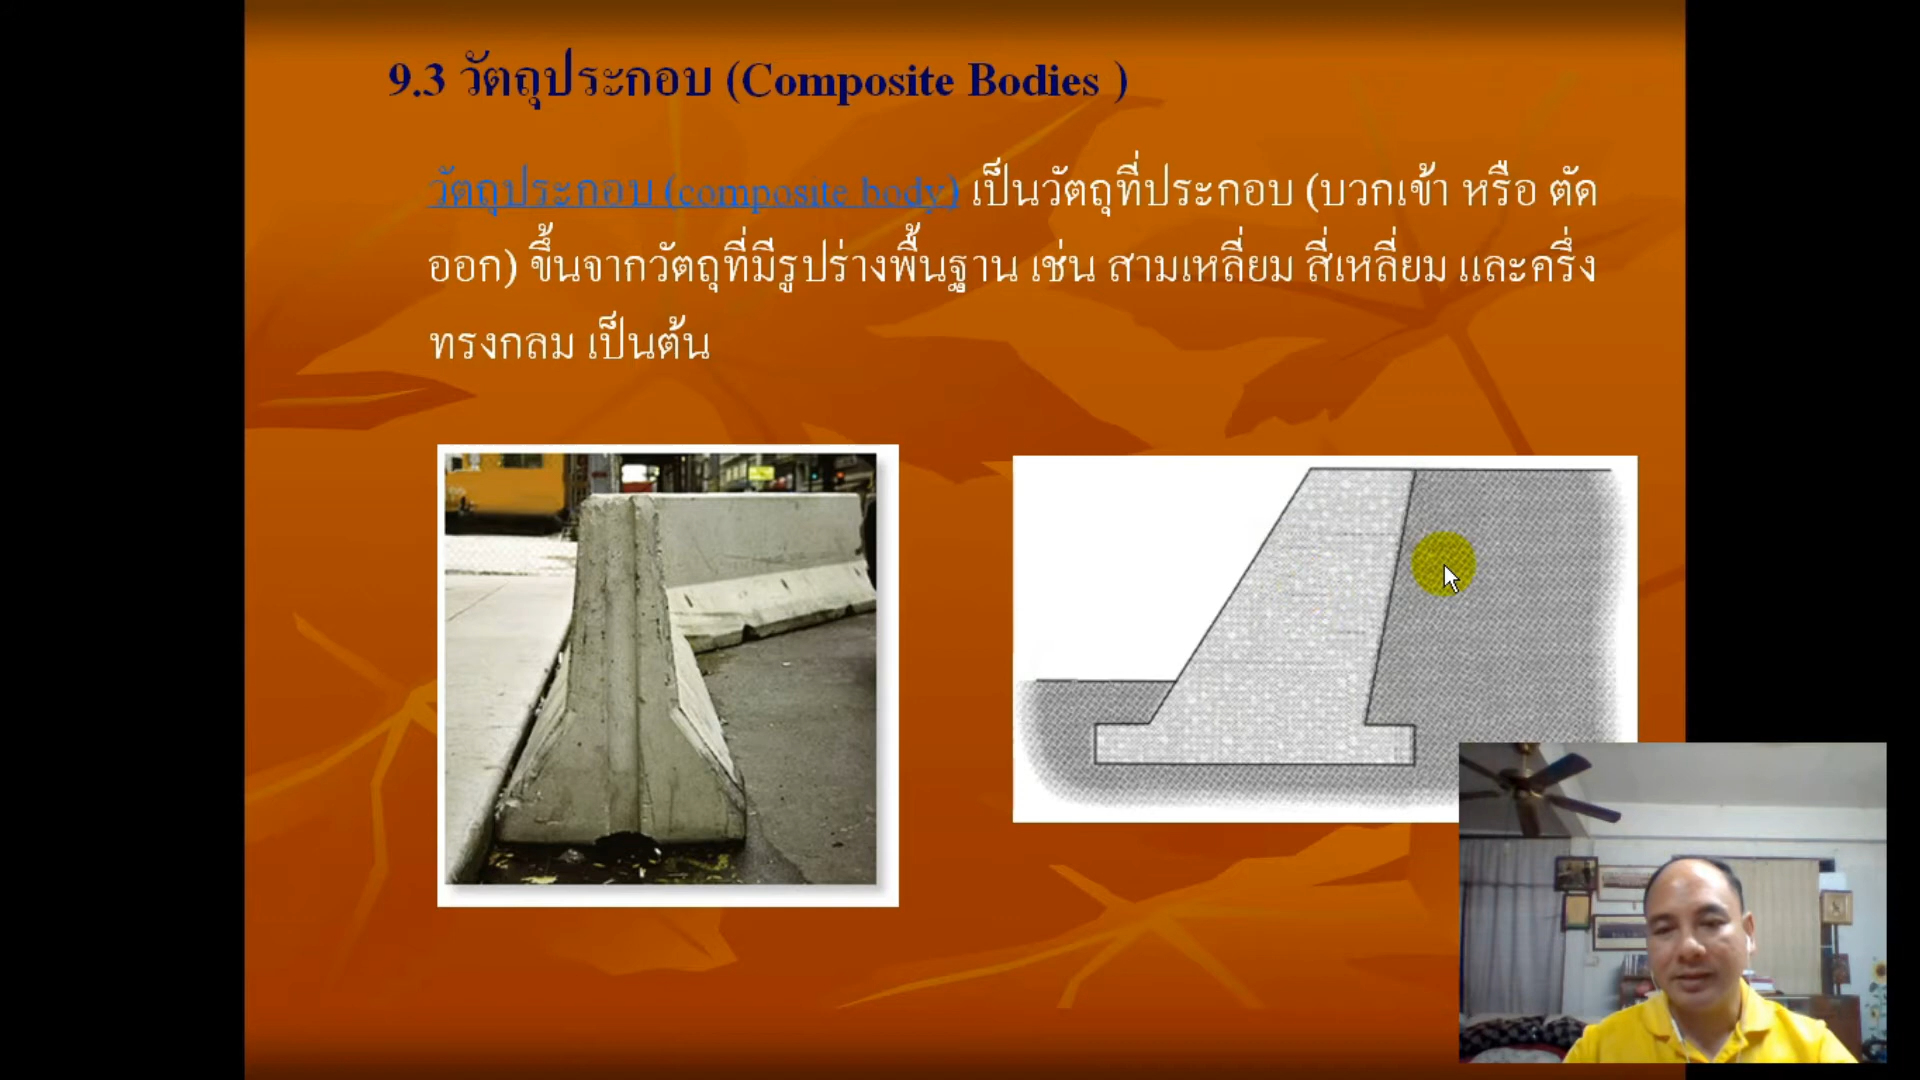 9.3 วัตถุประกอบ (Composite Bodies )
วัตถุประกอบ (composite body) เป็นวัตถุที่ประกอบ (บวกเข้า หรือ ตัด
ออก) ขึ้นจากวัตถุที่มีรูปร่างพื้นฐาน เช่น สามเหลี่ยม สี่เหลี่ยม และครึ่ง
ทรงกลม เป็นต้น